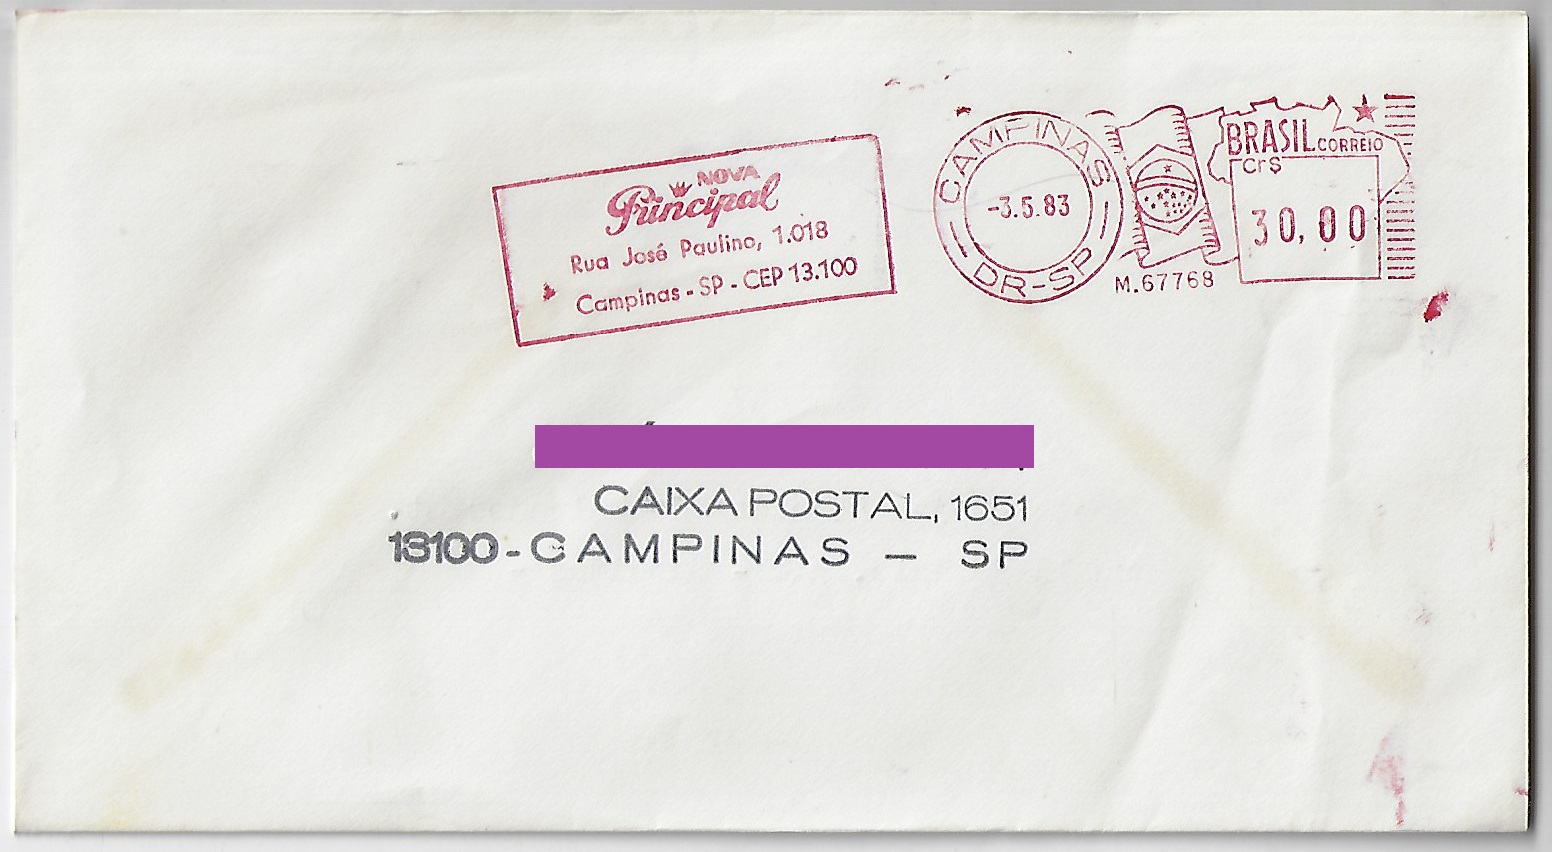 NOVA
Principal
Rua José Paulino, 1.018
Campinas - SP - CEP 13.100
CAMPINAS
-3.5.83
DR-SP
M.67768
BRASIL CORREIO
Cr$
30,00
CAIXA POSTAL, 1651
13100 - CAMPINAS — SP